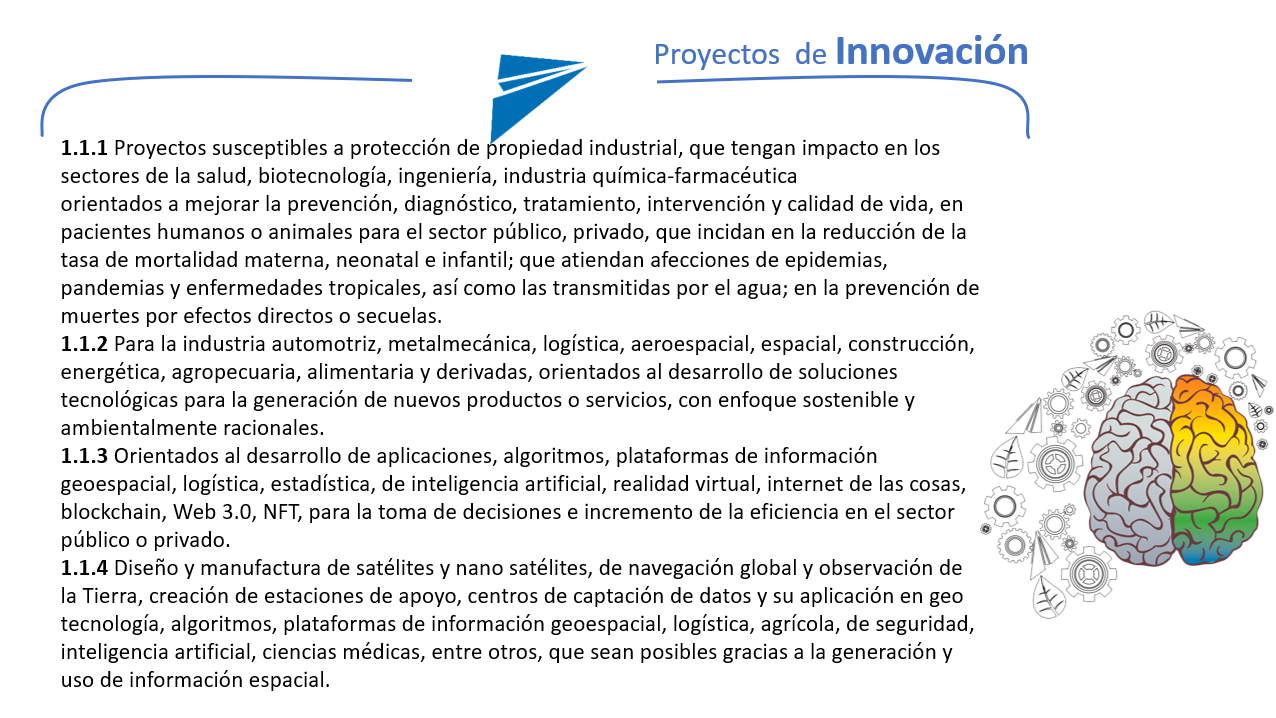 Proyectos de Innovación
1.1.1 Proyectos susceptibles a protección de propiedad industrial, que tengan impacto en los
sectores de la salud, biotecnología, ingeniería, industria química-farmacéutica
orientados a mejorar la prevención, diagnóstico, tratamiento, intervención y calidad de vida, en
pacientes humanos o animales para el sector público, privado, que incidan en la reducción de la
tasa de mortalidad materna, neonatal e infantil; que atiendan afecciones de epidemias,
pandemias y enfermedades tropicales, así como las transmitidas por el agua; en la prevención de
muertes por efectos directos o secuelas.
1.1.2 Para la industria automotriz, metalmecánica, logística, aeroespacial, espacial, construcción,
energética, agropecuaria, alimentaria y derivadas, orientados al desarrollo de soluciones
tecnológicas para la generación de nuevos productos o servicios, con enfoque sostenible y
ambientalmente racionales.
1.1.3 Orientados al desarrollo de aplicaciones, algoritmos, plataformas de información
geoespacial, logística, estadística, de inteligencia artificial, realidad virtual, internet de las cosas,
blockchain, Web 3.0, NFT, para la toma de decisiones e incremento de la eficiencia en el sector
público o privado.
1.1.4 Diseño y manufactura de satélites y nano satélites, de navegación global y observación de
la Tierra, creación de estaciones de apoyo, centros de captación de datos y su aplicación en geo
tecnología, algoritmos, plataformas de información geoespacial, logística, agrícola, de seguridad,
inteligencia artificial, ciencias médicas, entre otros, que sean posibles gracias a la generación y
uso de información espacial.